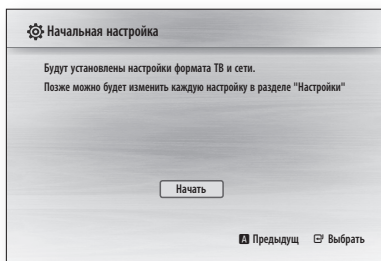 Начальная настройка
Будут установлены настройки формата ТВ и сети.
Позже можно будет изменить каждую настройку в разделе "Настройки"
Начать
A Предыдущ Выбрать